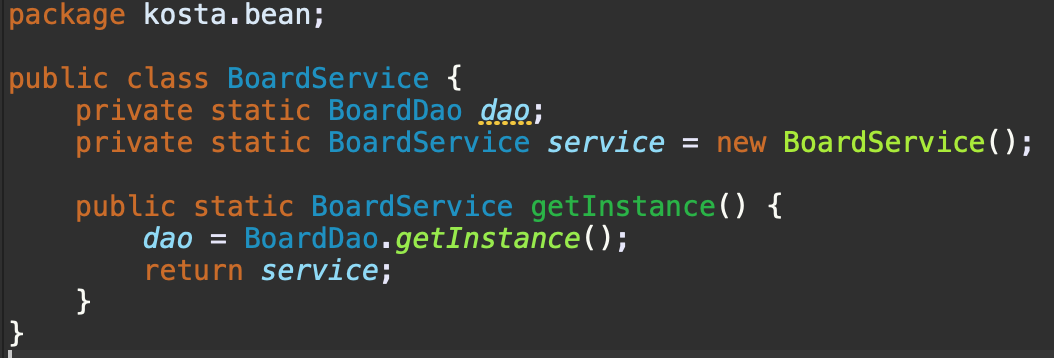 package kosta.bean;
public class BoardService {
private static BoardDao dao;
private static BoardService service = new BoardService();
public static BoardService getInstance() {
dao = BoardDao.getInstance();
return service;
}
}